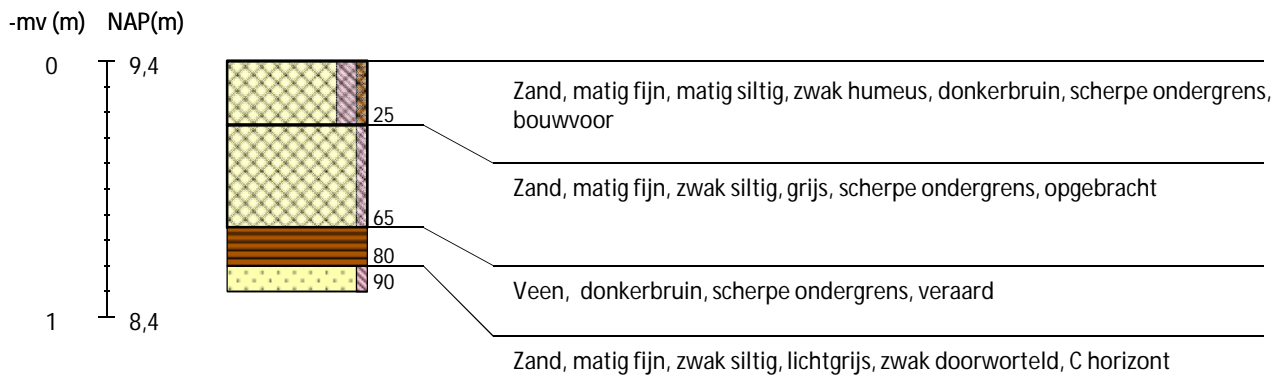 -mv (m) NAP(m)
0 9,4
Zand, matig fijn, matig siltig, zwak humeus, donkerbruin, scherpe ondergrens,
bouwvoor
25
Zand, matig fijn, zwak siltig, grijs, scherpe ondergrens, opgebracht
65
80
90
Veen, donkerbruin, scherpe ondergrens, veraard
1 8,4
Zand, matig fijn, zwak siltig, lichtgrijs, zwak doorworteld, C horizont